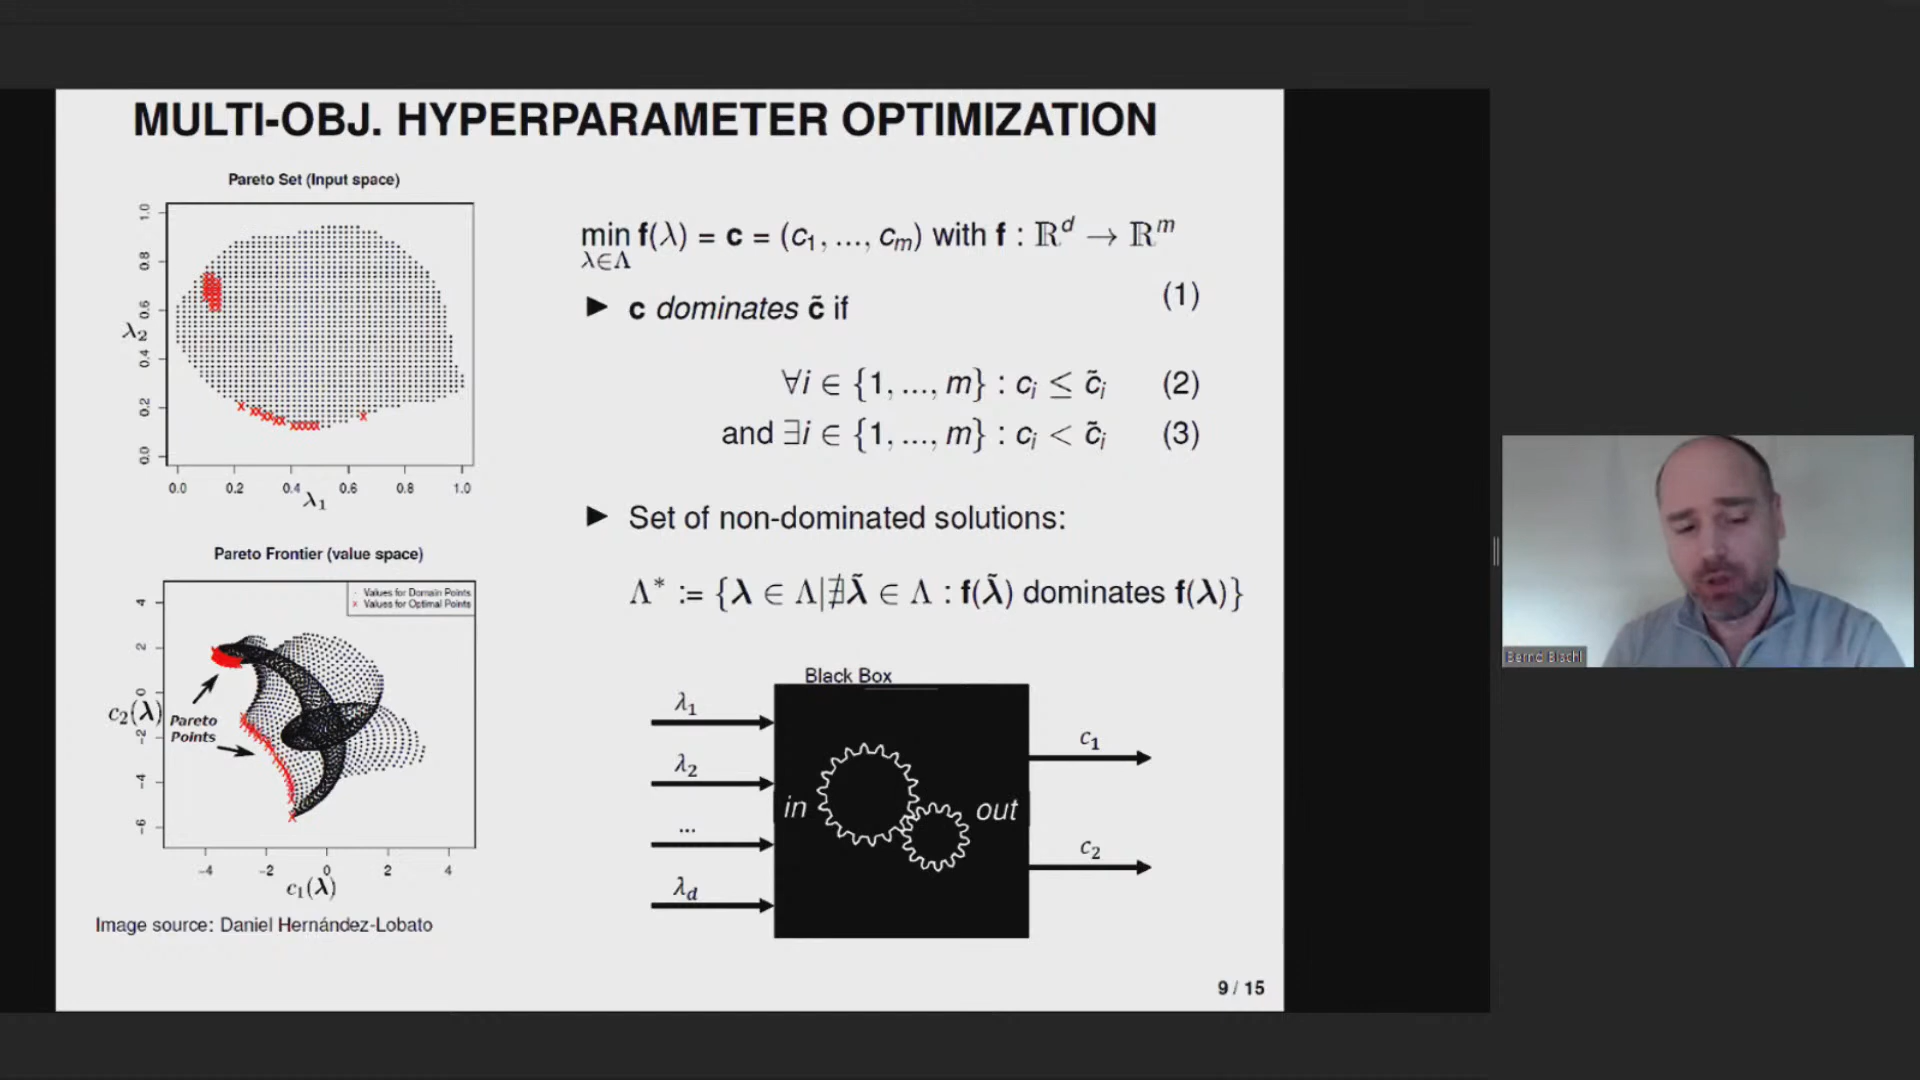 MULTI-OBJ. HYPERPARAMETER OPTIMIZATION
Pareto Set (Input space)
1.0
0.8
0.6
0.4
0.2
0.0
λ₂
0.0 0.2 0.4 0.6 0.8 1.0
λ₁
Pareto Frontier (value space)
Values for Domain Points
Values for Optimal Points
4
2
0
-2
-4
-6
c₂(λ)
Pareto
Points
-4 -2 0 2 4
c₁(λ)
Image source: Daniel Hernández-Lobato
min f(λ) = c = (c₁, ..., cₘ) with f : ℝᵈ → ℝᵐ
λ∈Λ
(1)
► c dominates c̃ if
∀i ∈ {1, ..., m} : cᵢ ≤ c̃ᵢ (2)
and ∃i ∈ {1, ..., m} : cᵢ < c̃ᵢ (3)
► Set of non-dominated solutions:
Λ* := {λ ∈ Λ|∄λ̃ ∈ Λ : f(λ̃) dominates f(λ)}
Black Box
λ₁
λ₂
...
λd
in
out
c₁
c₂
9 / 15
Bernd Bischl